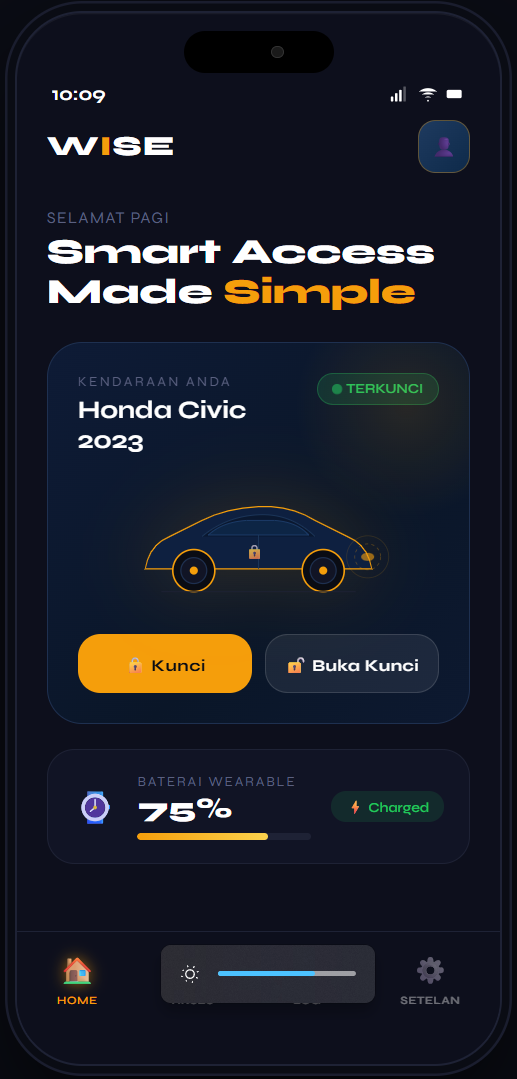 10:09
WISE
SELAMAT PAGI
Smart Access
Made Simple
KENDARAAN ANDA
TERKUNCI
Honda Civic
2023
Kunci
Buka Kunci
BATERAI WEARABLE
75%
Charged
HOME
SETELAN